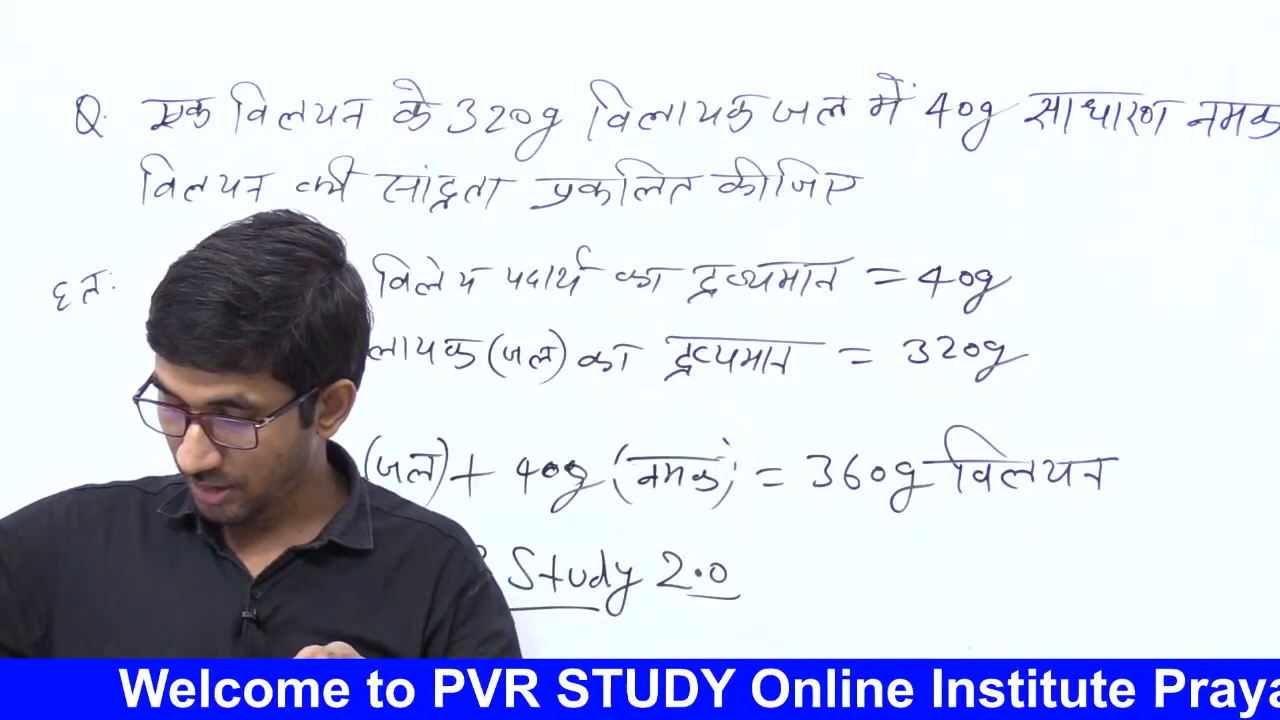 Q. एक विलयन के 320g विलायक जल में 40g साधारण नमक
विलयन की सांद्रता प्रकलित कीजिए
हल:
विलेय पदार्थ का द्रव्यमान = 40g
लायक (जल) का द्रव्यमान = 320g
(जल) + 40g (नमक) = 360g विलयन
Study 2.0
Welcome to PVR STUDY Online Institute Praya